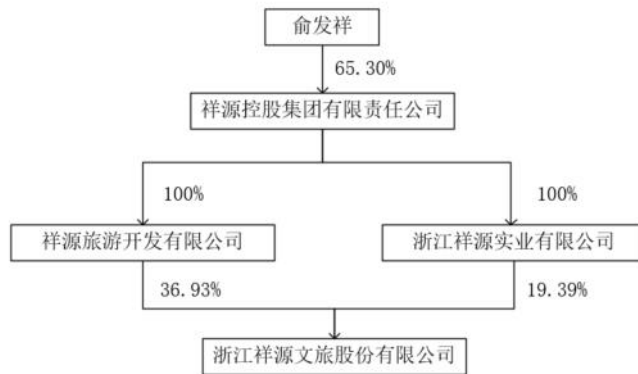 俞发祥
65.30%
祥源控股集团有限责任公司
100%
100%
祥源旅游开发有限公司
浙江祥源实业有限公司
36.93%
19.39%
浙江祥源文旅股份有限公司